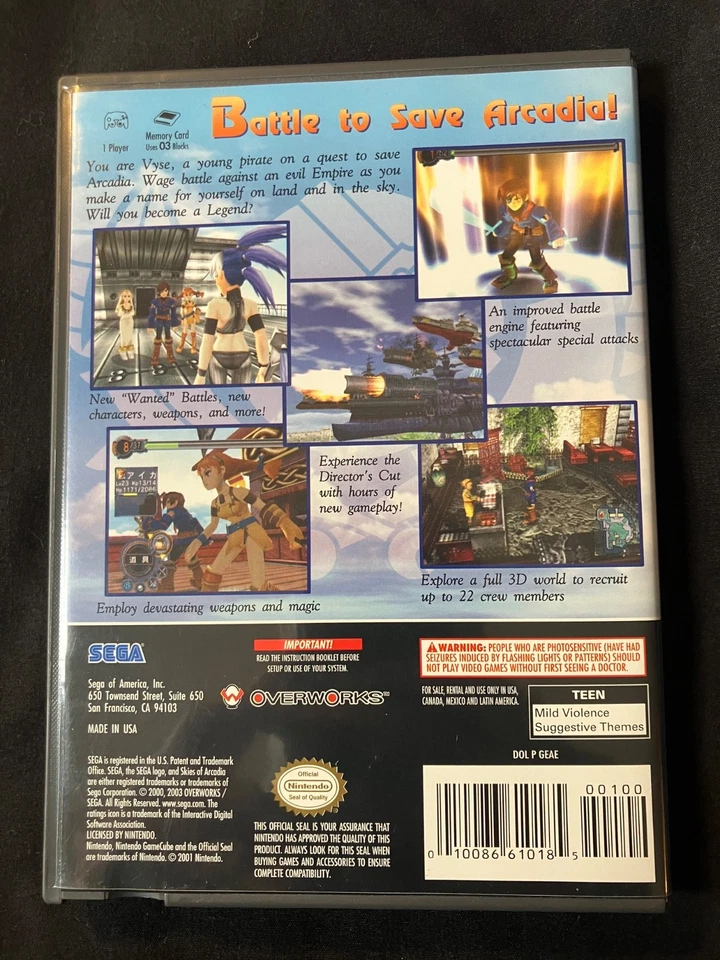 Battle to Save Arcadia!
1 Player
Memory Card
Uses 03 Blocks
You are Vyse, a young pirate on a quest to save
Arcadia. Wage battle against an evil Empire as you
make a name for yourself on land and in the sky.
Will you become a Legend?
An improved battle
engine featuring
spectacular special attacks
New "Wanted" Battles, new
characters, weapons, and more!
アイカ
Lv23 Mp13/14
Hp1171/2086
道具
Experience the
Director's Cut
with hours of
new gameplay!
Employ devastating weapons and magic
Explore a full 3D world to recruit
up to 22 crew members
SEGA
Sega of America, Inc.
650 Townsend Street, Suite 650
San Francisco, CA 94103
MADE IN USA
IMPORTANT!
READ THE INSTRUCTION BOOKLET BEFORE
SETUP OR USE OF YOUR SYSTEM.
OVERWORKS™
WARNING: PEOPLE WHO ARE PHOTOSENSITIVE (HAVE HAD
SEIZURES INDUCED BY FLASHING LIGHTS OR PATTERNS) SHOULD
NOT PLAY VIDEO GAMES WITHOUT FIRST SEEING A DOCTOR.
FOR SALE, RENTAL AND USE ONLY IN USA,
CANADA, MEXICO AND LATIN AMERICA.
TEEN
Mild Violence
Suggestive Themes
DOL P GEAE
SEGA is registered in the U.S. Patent and Trademark
Office. SEGA, the SEGA logo, and Skies of Arcadia
are either registered trademarks or trademarks of
Sega Corporation. © 2000, 2003 OVERWORKS /
SEGA. All Rights Reserved. www.sega.com. The
ratings icon is a trademark of the Interactive Digital
Software Association.
LICENSED BY NINTENDO.
Nintendo, Nintendo GameCube and the Official Seal
are trademarks of Nintendo. © 2001 Nintendo.
Official
Nintendo
Seal of Quality
THIS OFFICIAL SEAL IS YOUR ASSURANCE THAT
NINTENDO HAS APPROVED THE QUALITY OF THIS
PRODUCT. ALWAYS LOOK FOR THIS SEAL WHEN
BUYING GAMES AND ACCESSORIES TO ENSURE
COMPLETE COMPATIBILITY.
00100
0 10086 61018 5